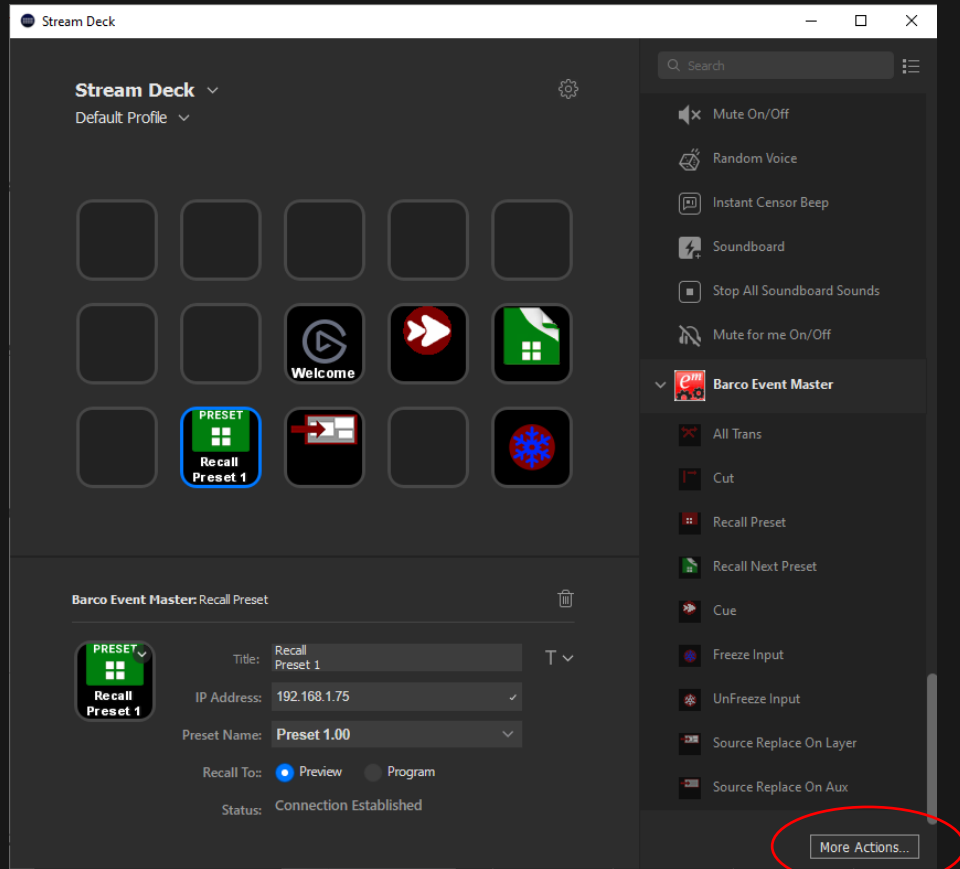 Stream Deck
Stream Deck
Default Profile
Welcome
PRESET
Recall
Preset 1
Barco Event Master: Recall Preset
PRESET
Recall
Preset 1
Title:
Recall
Preset 1
T
IP Address:
192.168.1.75
Preset Name:
Preset 1.00
Recall To::
Preview
Program
Status:
Connection Established
Search
Mute On/Off
Random Voice
Instant Censor Beep
Soundboard
Stop All Soundboard Sounds
Mute for me On/Off
em
Barco Event Master
All Trans
Cut
Recall Preset
Recall Next Preset
Cue
Freeze Input
UnFreeze Input
Source Replace On Layer
Source Replace On Aux
More Actions...